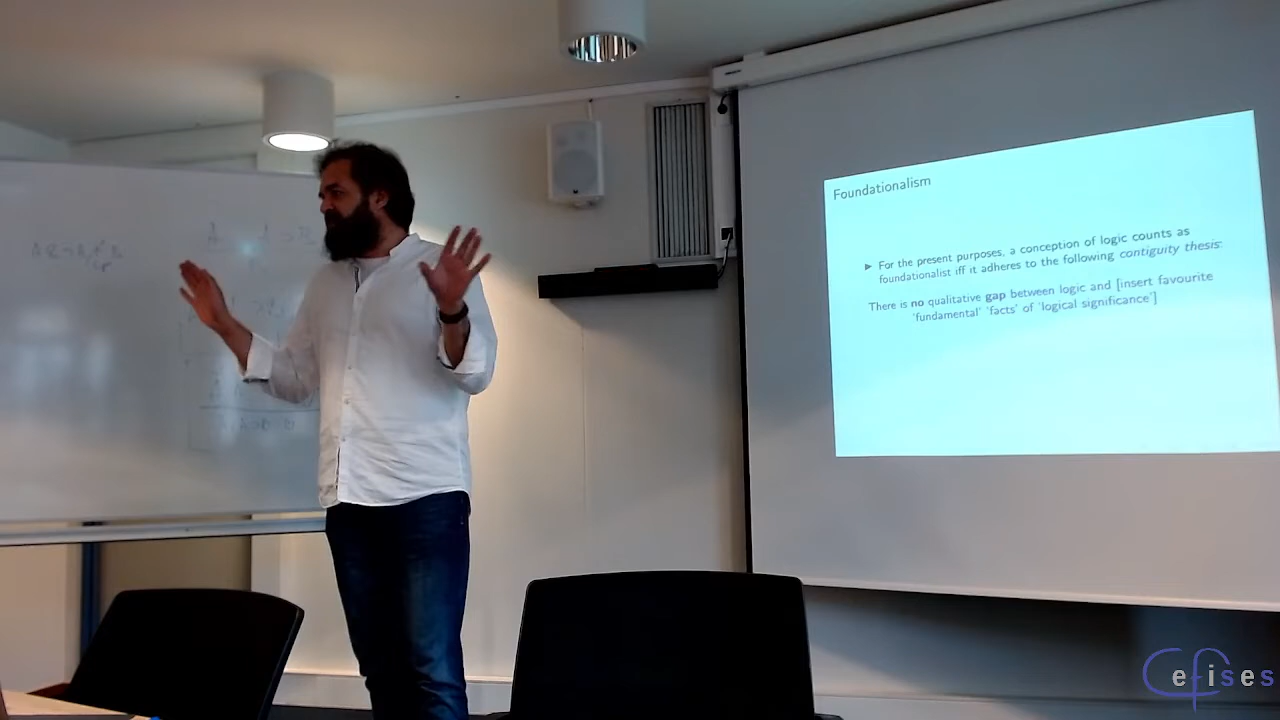 Foundationalism
► For the present purposes, a conception of logic counts as
foundationalist iff it adheres to the following contiguity thesis:
There is no qualitative gap between logic and [insert favourite
'fundamental' 'facts' of 'logical significance']
Cefises